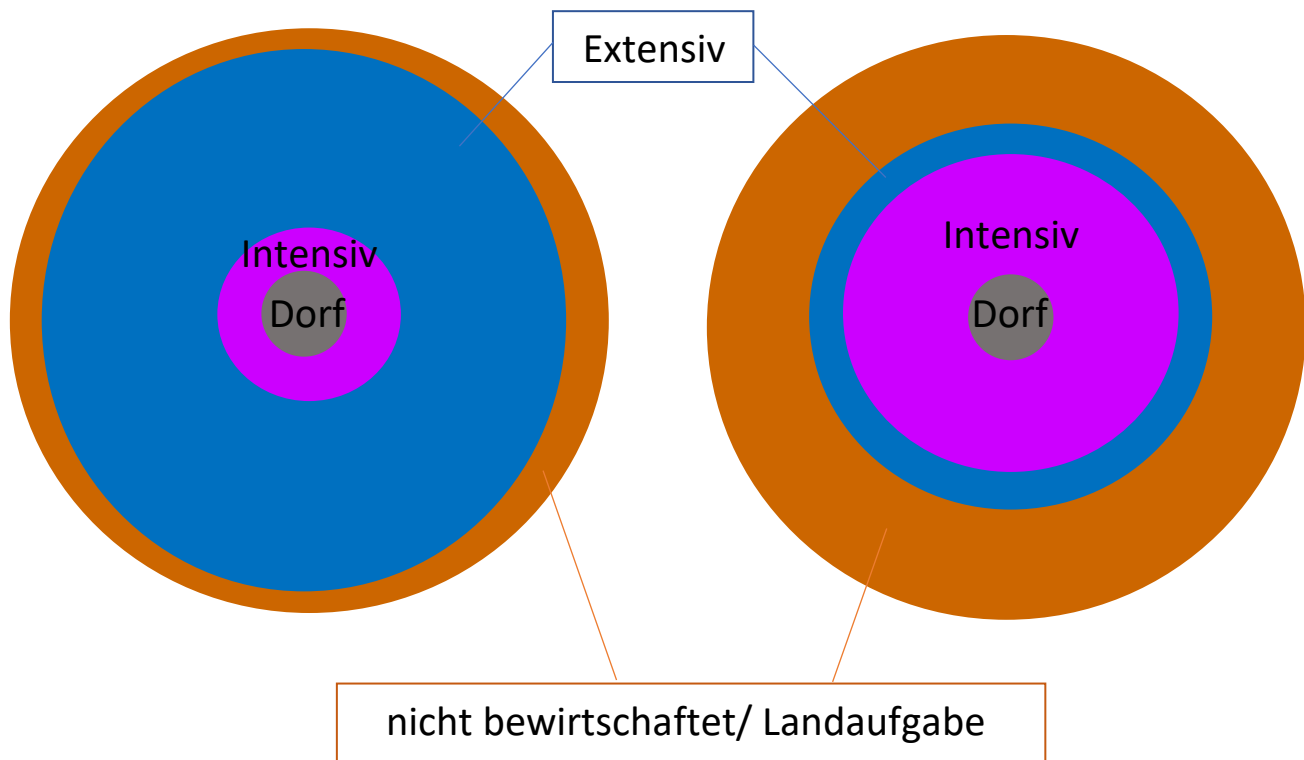 Extensiv
Intensiv
Dorf
Intensiv
Dorf
nicht bewirtschaftet/ Landaufgabe